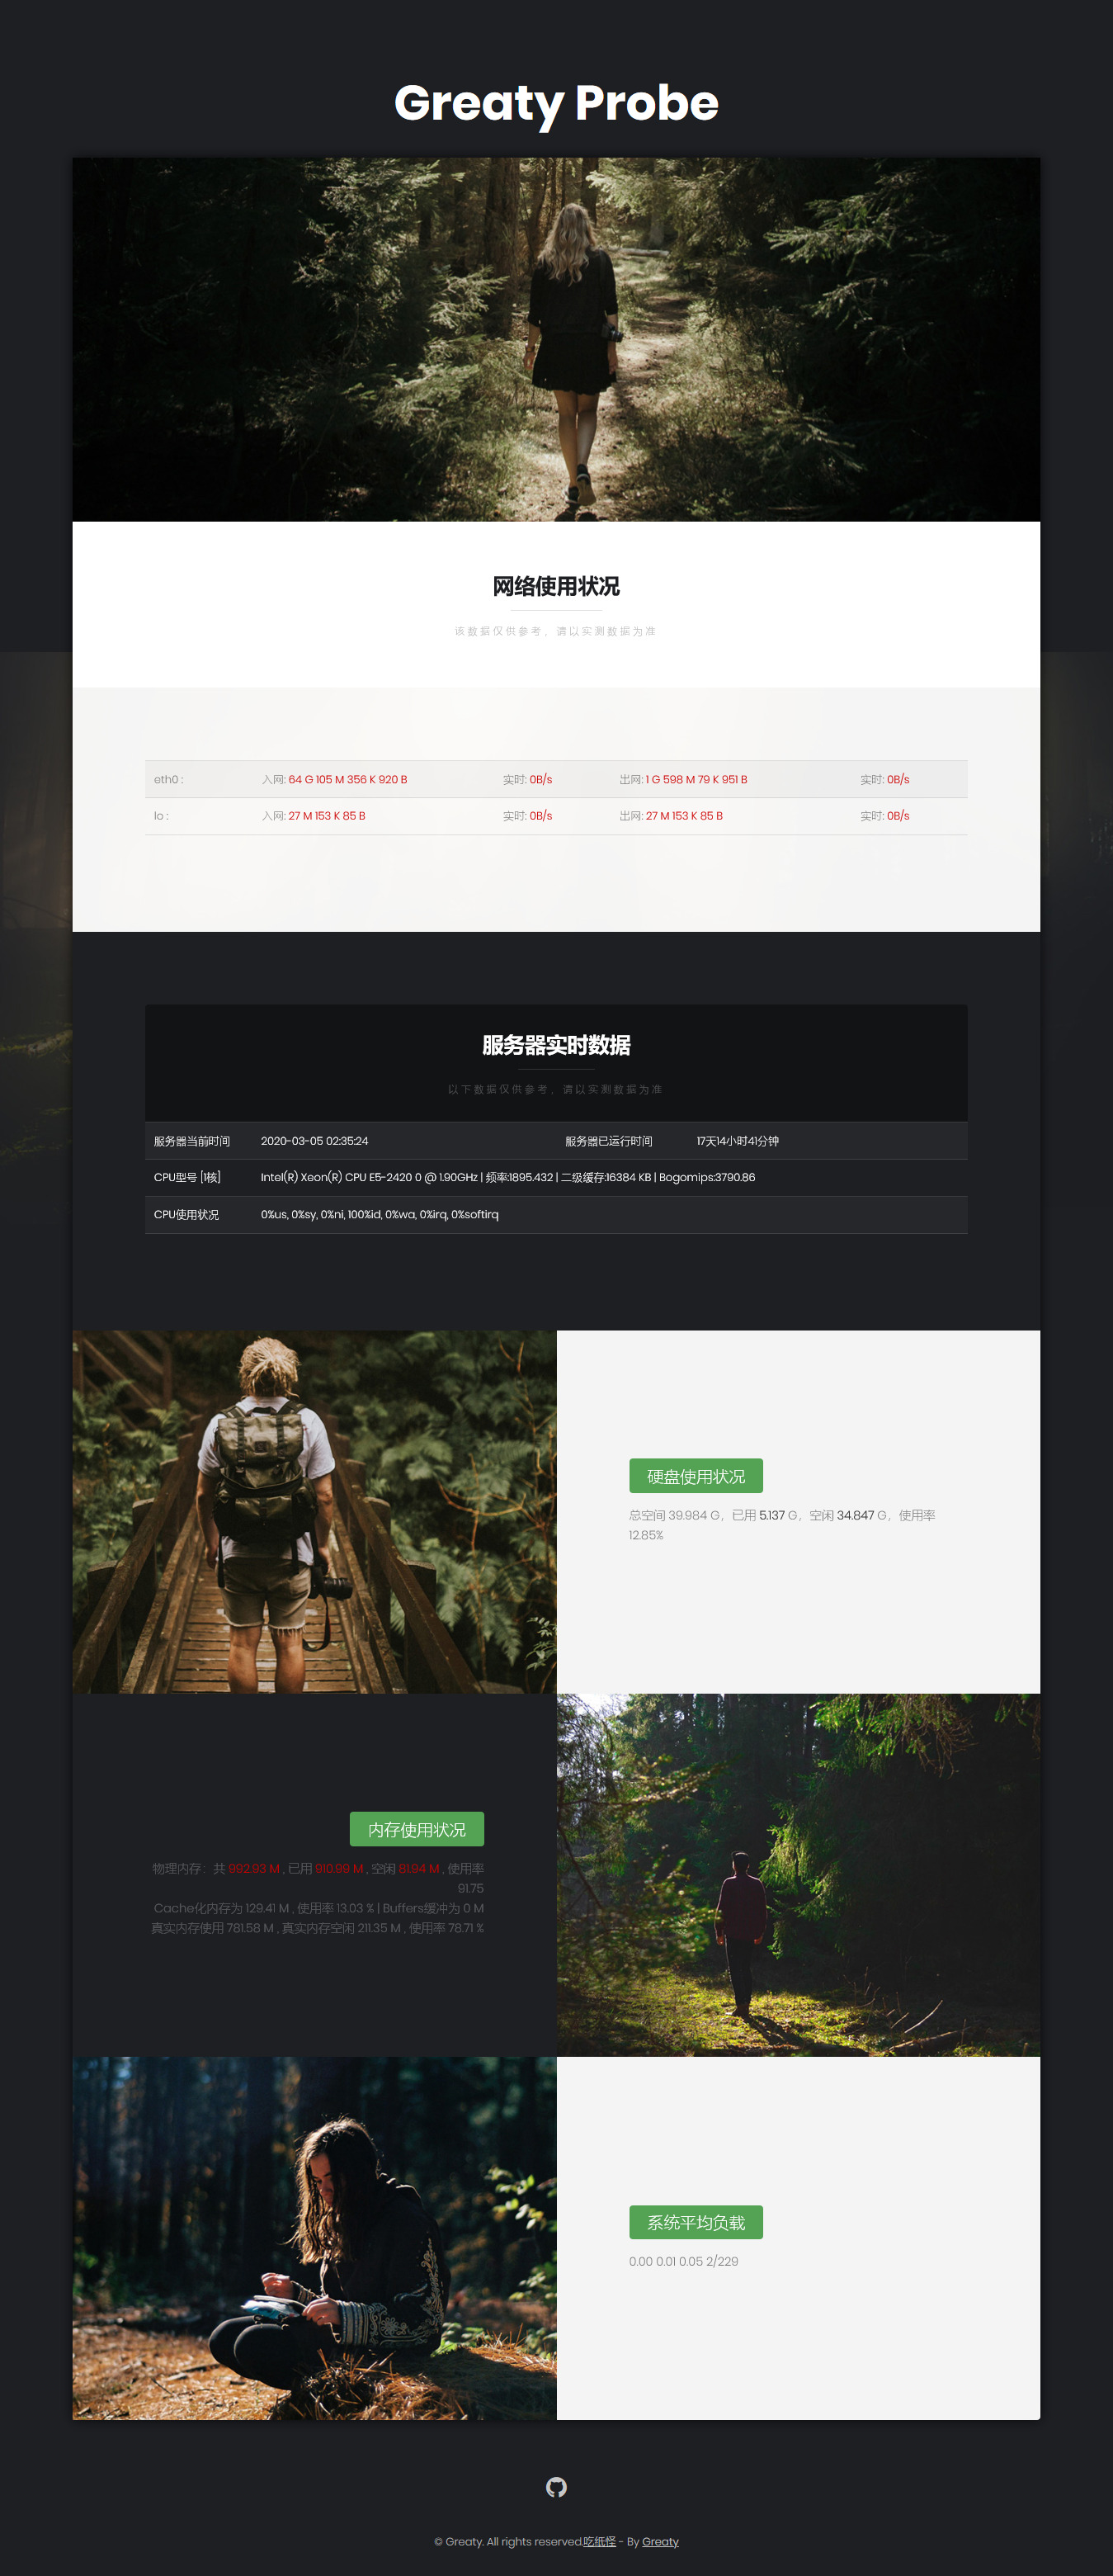 Greaty Probe
网络使用状况
该数据仅供参考，请以实测数据为准
eth0 : 入网: 64 G 105 M 356 K 920 B 实时: 0B/s 出网: 1 G 598 M 79 K 951 B 实时: 0B/s
lo : 入网: 27 M 153 K 85 B 实时: 0B/s 出网: 27 M 153 K 85 B 实时: 0B/s
服务器实时数据
以下数据仅供参考，请以实测数据为准
服务器当前时间 2020-03-05 02:35:24 服务器已运行时间 17天14小时41分钟
CPU型号 [1核] Intel(R) Xeon(R) CPU E5-2420 0 @ 1.90GHz | 频率:1895.432 | 二级缓存:16384 KB | Bogomips:3790.86
CPU使用状况 0%us, 0%sy, 0%ni, 100%id, 0%wa, 0%irq, 0%softirq
硬盘使用状况
总空间 39.984 G，已用 5.137 G，空闲 34.847 G，使用率
12.85%
内存使用状况
物理内存：共 992.93 M , 已用 910.99 M , 空闲 81.94 M , 使用率
91.75
Cache化内存为 129.41 M , 使用率 13.03 % | Buffers缓冲为 0 M
真实内存使用 781.58 M , 真实内存空闲 211.35 M , 使用率 78.71 %
系统平均负载
0.00 0.01 0.05 2/229
© Greaty. All rights reserved.吃纸怪 - By Greaty